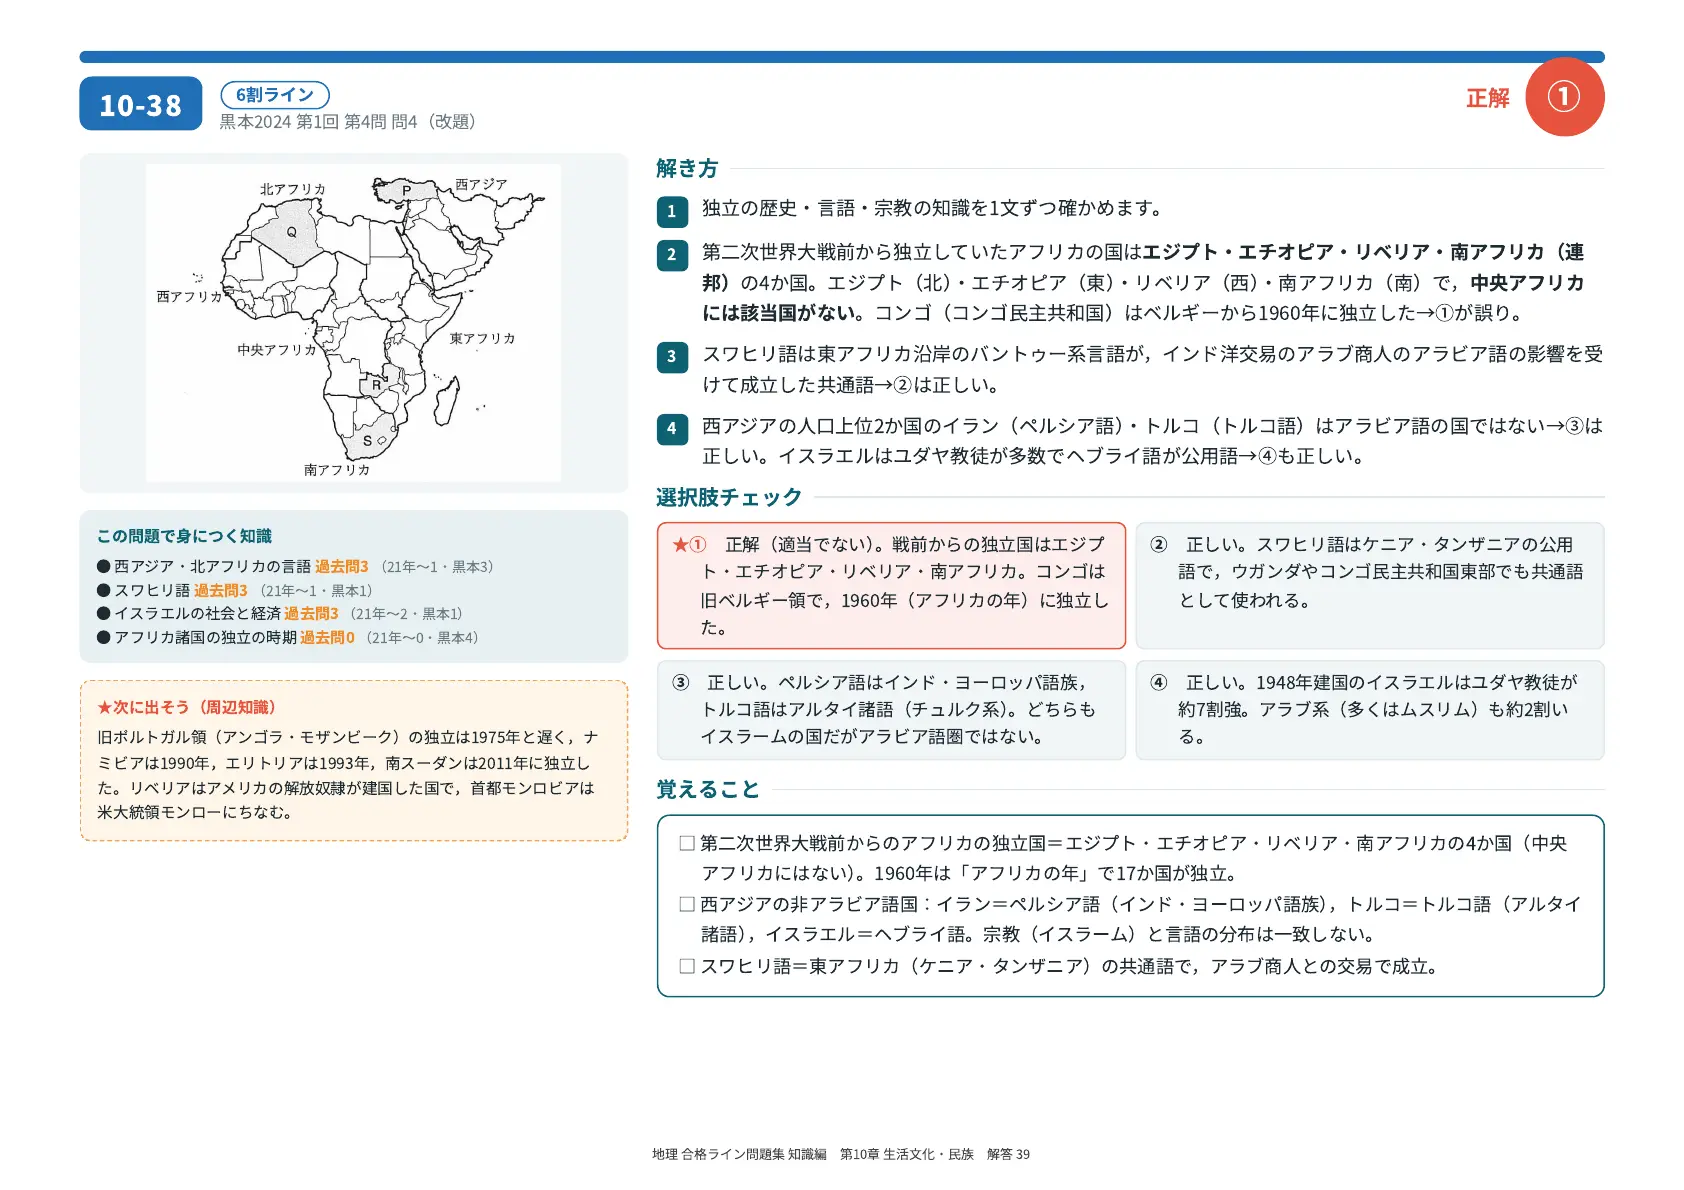 10-38
6割ライン
黒本2024 第1回 第4問 問4（改題）
正解
①
北アフリカ
P
西アジア
Q
西アフリカ
東アフリカ
中央アフリカ
R
S
南アフリカ
この問題で身につく知識
●西アジア・北アフリカの言語 過去問3 （21年〜1・黒本3）
●スワヒリ語 過去問3 （21年〜1・黒本1）
●イスラエルの社会と経済 過去問3 （21年〜2・黒本1）
●アフリカ諸国の独立の時期 過去問0 （21年〜0・黒本4）
★次に出そう（周辺知識）
旧ポルトガル領（アンゴラ・モザンビーク）の独立は1975年と遅く，ナ
ミビアは1990年，エリトリアは1993年，南スーダンは2011年に独立し
た。リベリアはアメリカの解放奴隷が建国した国で，首都モンロビアは
米大統領モンローにちなむ。
解き方
1 独立の歴史・言語・宗教の知識を1文ずつ確かめます。
2 第二次世界大戦前から独立していたアフリカの国はエジプト・エチオピア・リベリア・南アフリカ（連
邦）の4か国。エジプト（北）・エチオピア（東）・リベリア（西）・南アフリカ（南）で，中央アフリカ
には該当国がない。コンゴ（コンゴ民主共和国）はベルギーから1960年に独立した→①が誤り。
3 スワヒリ語は東アフリカ沿岸のバントゥー系言語が，インド洋交易のアラブ商人のアラビア語の影響を受
けて成立した共通語→②は正しい。
4 西アジアの人口上位2か国のイラン（ペルシア語）・トルコ（トルコ語）はアラビア語の国ではない→③は
正しい。イスラエルはユダヤ教徒が多数でヘブライ語が公用語→④も正しい。
選択肢チェック
★① 正解（適当でない）。戦前からの独立国はエジプ
ト・エチオピア・リベリア・南アフリカ。コンゴは
旧ベルギー領で，1960年（アフリカの年）に独立し
た。
② 正しい。スワヒリ語はケニア・タンザニアの公用
語で，ウガンダやコンゴ民主共和国東部でも共通語
として使われる。
③ 正しい。ペルシア語はインド・ヨーロッパ語族，
トルコ語はアルタイ諸語（チュルク系）。どちらも
イスラームの国だがアラビア語圏ではない。
④ 正しい。1948年建国のイスラエルはユダヤ教徒が
約7割強。アラブ系（多くはムスリム）も約2割い
る。
覚えること
□ 第二次世界大戦前からのアフリカの独立国＝エジプト・エチオピア・リベリア・南アフリカの4か国（中央
アフリカにはない）。1960年は「アフリカの年」で17か国が独立。
□ 西アジアの非アラビア語国：イラン＝ペルシア語（インド・ヨーロッパ語族），トルコ＝トルコ語（アルタイ
諸語），イスラエル＝ヘブライ語。宗教（イスラーム）と言語の分布は一致しない。
□ スワヒリ語＝東アフリカ（ケニア・タンザニア）の共通語で，アラブ商人との交易で成立。
地理 合格ライン問題集 知識編 第10章 生活文化・民族 解答 39